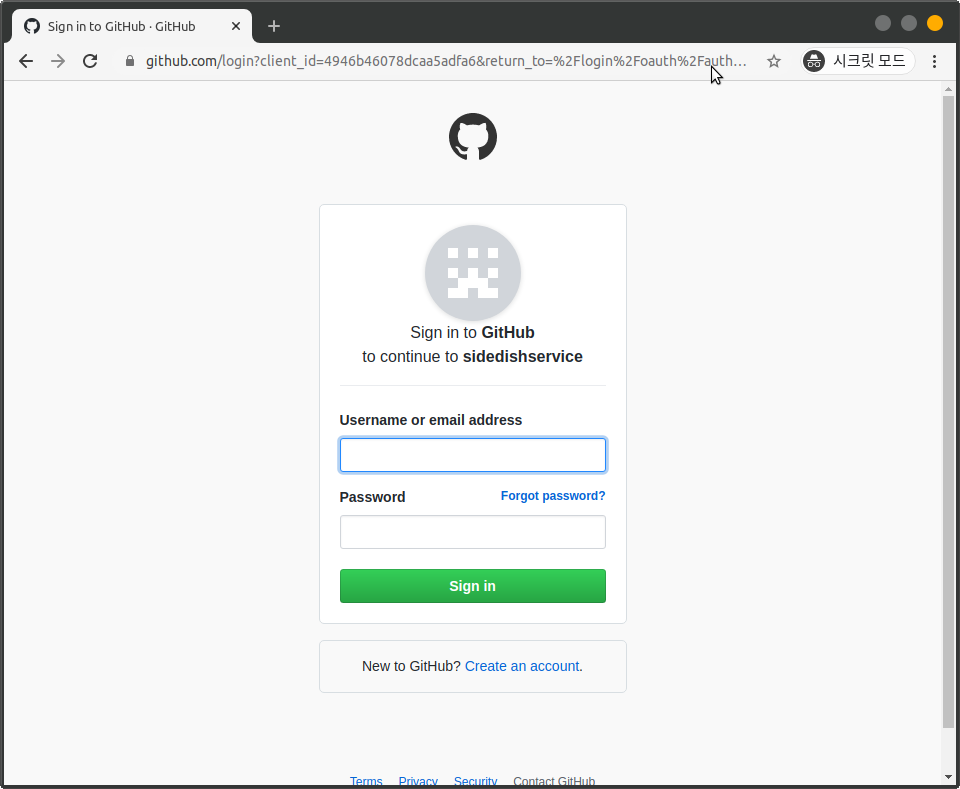 Sign in to GitHub · GitHub
github.com/login?client_id=4946b46078dcaa5adfa6&return_to=%2Flogin%2Foauth%2Fauth…
시크릿 모드
Sign in to GitHub
to continue to sidedishservice
Username or email address
Password
Forgot password?
Sign in
New to GitHub? Create an account.
Terms Privacy Security Contact GitHub